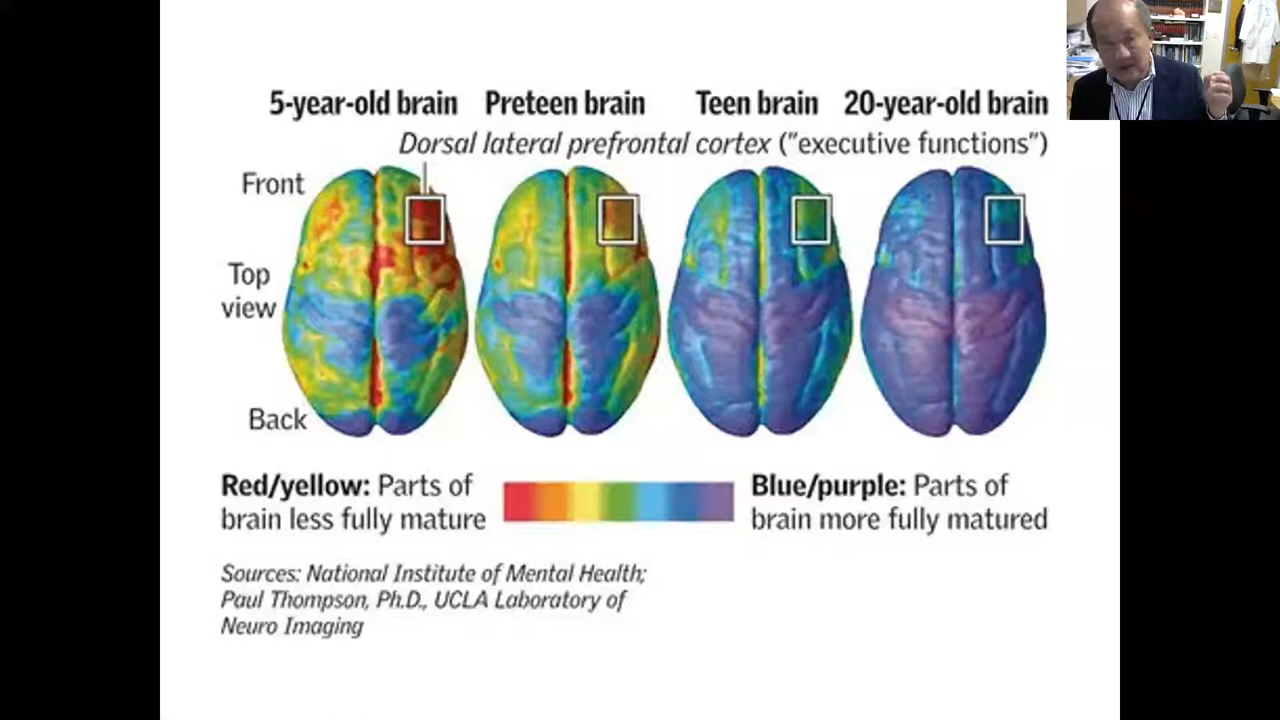 5-year-old brain Preteen brain Teen brain 20-year-old brain
Dorsal lateral prefrontal cortex ("executive functions")
Front
Top
view
Back
Red/yellow: Parts of
brain less fully mature
Blue/purple: Parts of
brain more fully matured
Sources: National Institute of Mental Health;
Paul Thompson, Ph.D., UCLA Laboratory of
Neuro Imaging